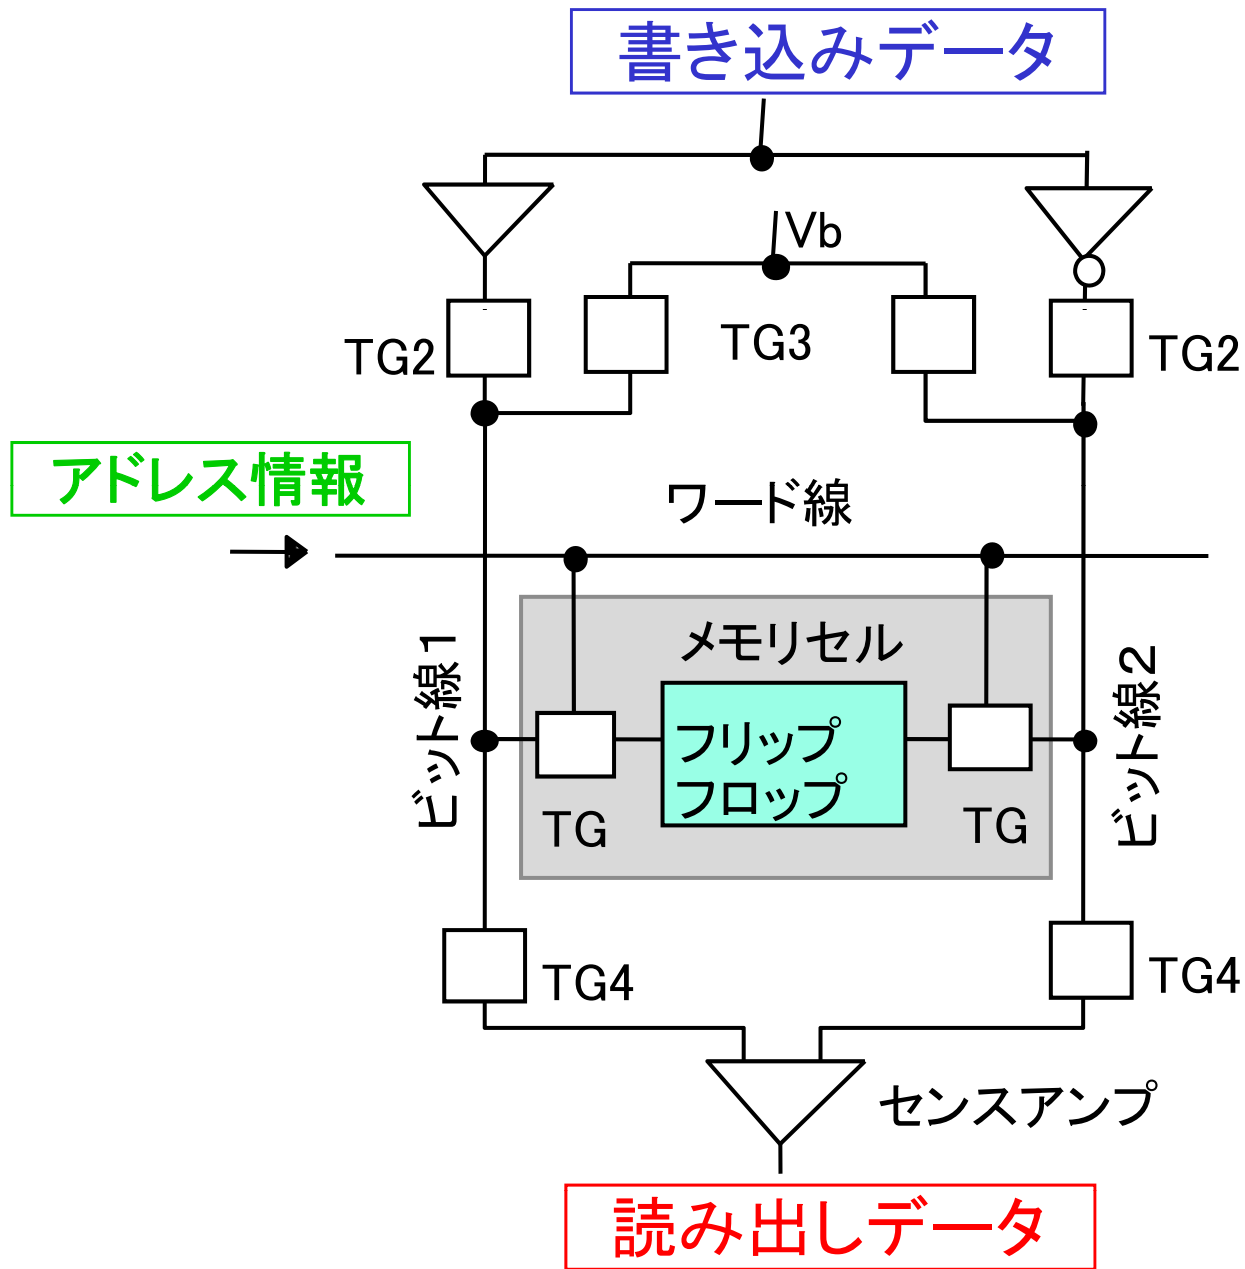 書き込みデータ
Vb
TG2
TG3
TG2
アドレス情報
ワード線
ビット線1
メモリセル
フリップ
フロップ
TG
TG
ビット線2
TG4
TG4
センスアンプ
読み出しデータ